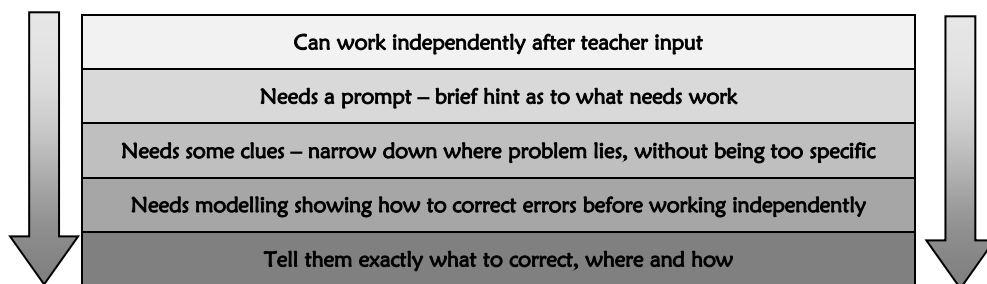 Can work independently after teacher input
Needs a prompt – brief hint as to what needs work
Needs some clues – narrow down where problem lies, without being too specific
Needs modelling showing how to correct errors before working independently
Tell them exactly what to correct, where and how